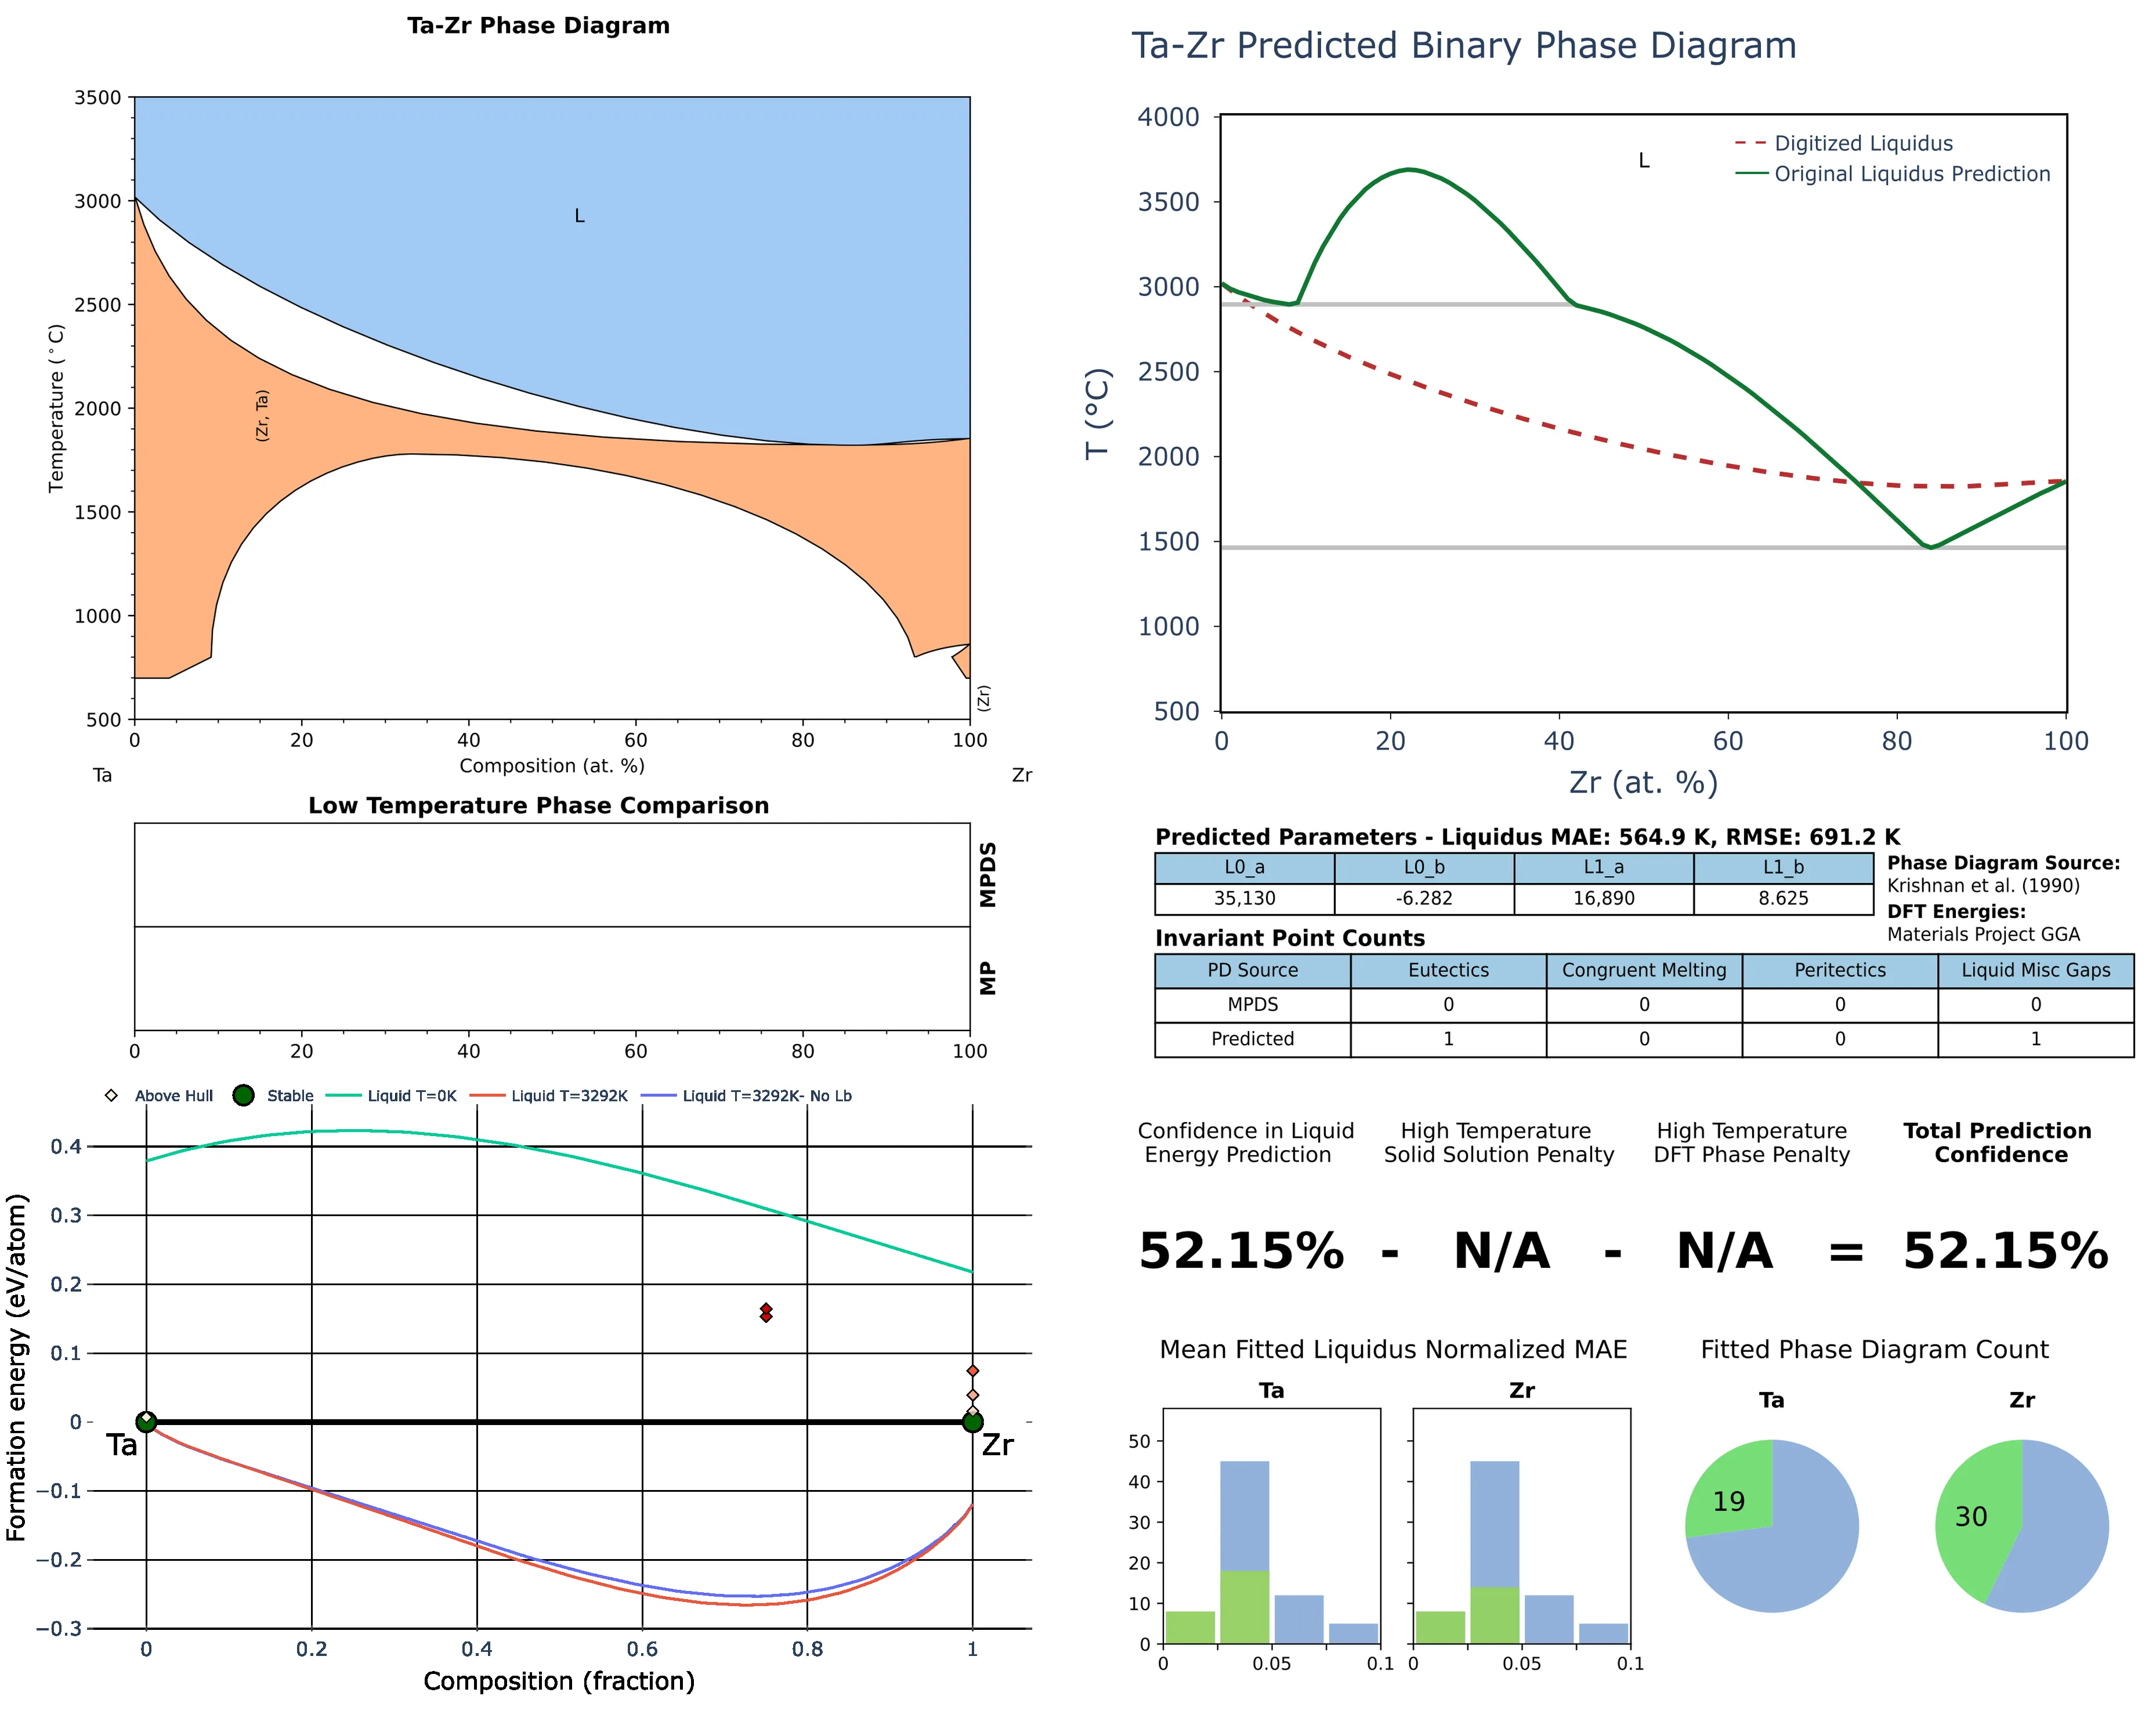 Ta-Zr Phase Diagram
3500
3000
2500
2000
1500
1000
500
Temperature (°C)
L
(Zr, Ta)
(Zr)
0 20 40 60 80 100
Composition (at. %)
Ta Zr
Low Temperature Phase Comparison
MPDS
MP
0 20 40 60 80 100
Above Hull Stable Liquid T=0K Liquid T=3292K Liquid T=3292K- No Lb
0.4
0.3
0.2
0.1
0
−0.1
−0.2
−0.3
Formation energy (eV/atom)
Ta Zr
0 0.2 0.4 0.6 0.8 1
Composition (fraction)
Ta-Zr Predicted Binary Phase Diagram
4000
3500
3000
2500
2000
1500
1000
500
T (°C)
L
Digitized Liquidus
Original Liquidus Prediction
0 20 40 60 80 100
Zr (at. %)
Predicted Parameters - Liquidus MAE: 564.9 K, RMSE: 691.2 K
L0_a L0_b L1_a L1_b
35,130 -6.282 16,890 8.625
Phase Diagram Source:
Krishnan et al. (1990)
DFT Energies:
Materials Project GGA
Invariant Point Counts
PD Source Eutectics Congruent Melting Peritectics Liquid Misc Gaps
MPDS 0 0 0 0
Predicted 1 0 0 1
Confidence in Liquid
Energy Prediction
High Temperature
Solid Solution Penalty
High Temperature
DFT Phase Penalty
Total Prediction
Confidence
52.15% - N/A - N/A = 52.15%
Mean Fitted Liquidus Normalized MAE
Ta Zr
50
40
30
20
10
0
0 0.05 0.1
0 0.05 0.1
Fitted Phase Diagram Count
Ta Zr
19 30